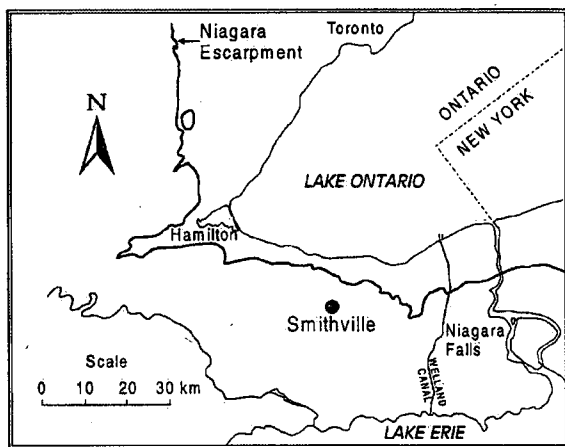 Toronto
Niagara
Escarpment
N
ONTARIO
NEW YORK
LAKE ONTARIO
Hamilton
Smithville
Niagara
Falls
Scale
0 10 20 30 km
WELLAND
CANAL
LAKE ERIE